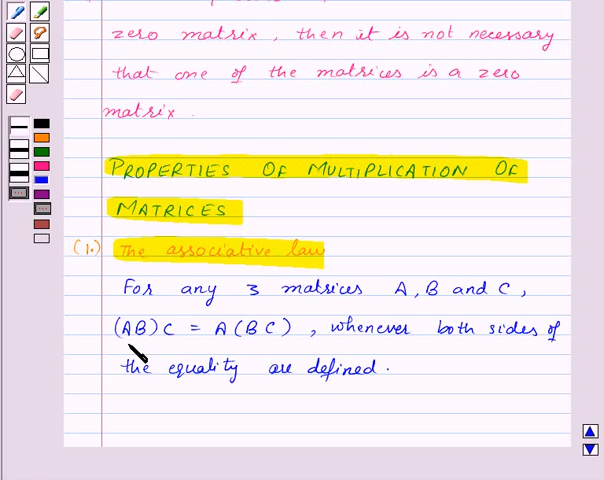 zero matrix, then it is not necessary
that one of the matrices is a zero
matrix.
PROPERTIES OF MULTIPLICATION OF
MATRICES
(1.) The associative law
For any 3 matrices A, B and C,
(AB)C = A(BC), whenever both sides of
the equality are defined.